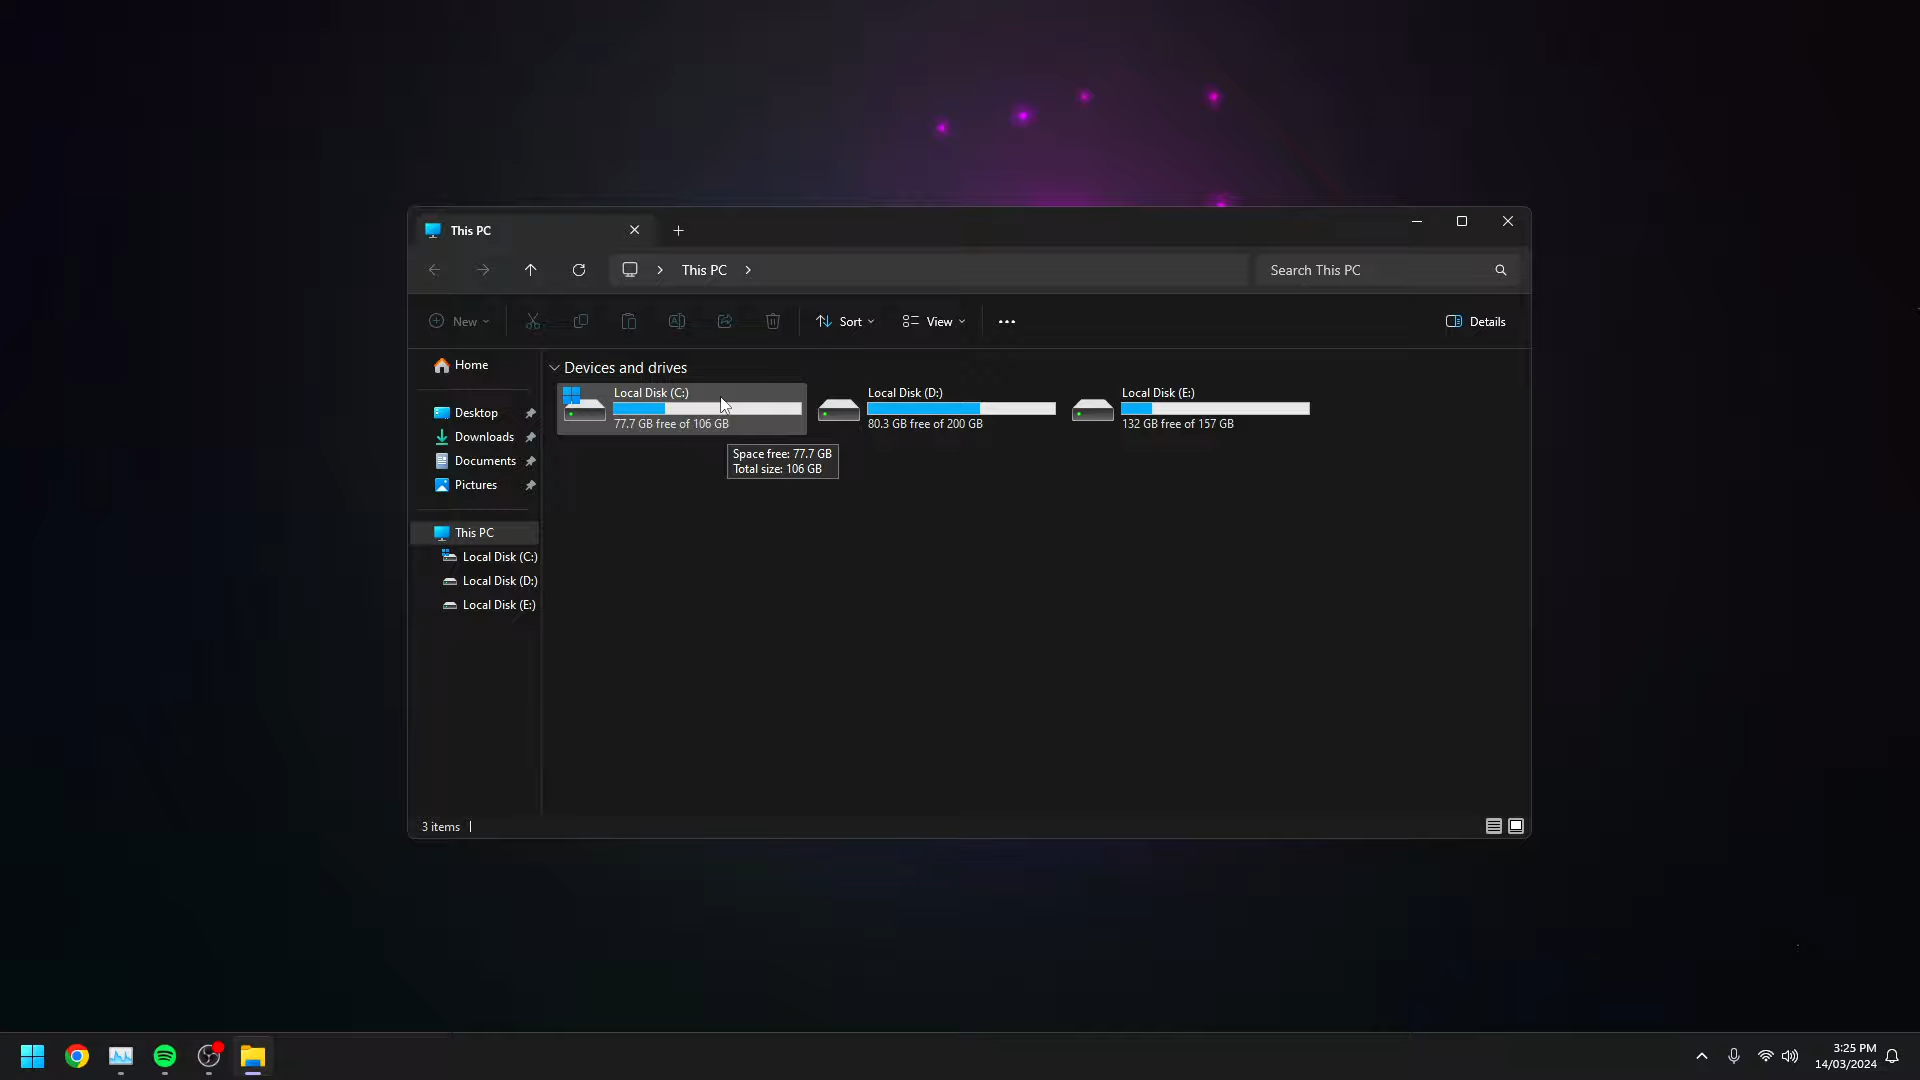 This PC
This PC
Search This PC
New
Sort
View
Details
Home
Desktop
Downloads
Documents
Pictures
This PC
Local Disk (C:)
Local Disk (D:)
Local Disk (E:)
Devices and drives
Local Disk (C:)
77.7 GB free of 106 GB
Local Disk (D:)
80.3 GB free of 200 GB
Local Disk (E:)
132 GB free of 157 GB
Space free: 77.7 GB
Total size: 106 GB
3 items
3:25 PM
14/03/2024